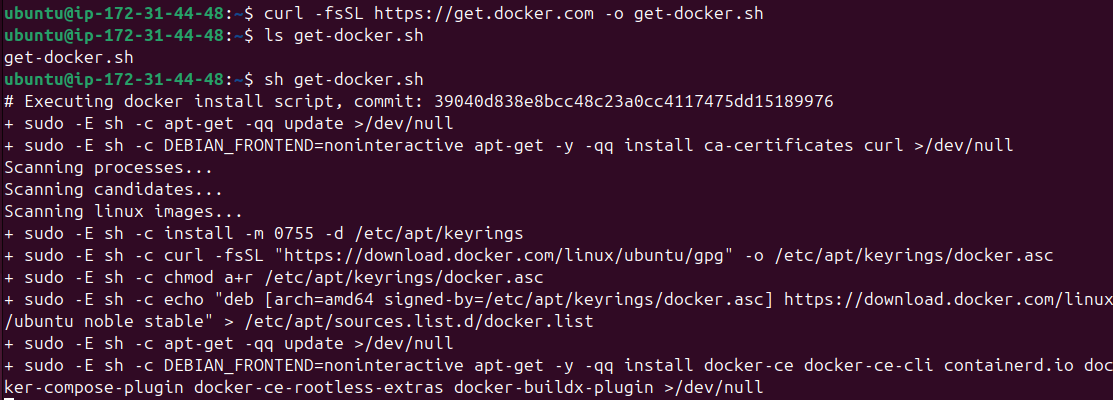 ubuntu@ip-172-31-44-48:~$ curl -fsSL https://get.docker.com -o get-docker.sh
ubuntu@ip-172-31-44-48:~$ ls get-docker.sh
get-docker.sh
ubuntu@ip-172-31-44-48:~$ sh get-docker.sh
# Executing docker install script, commit: 39040d838e8bcc48c23a0cc4117475dd15189976
+ sudo -E sh -c apt-get -qq update >/dev/null
+ sudo -E sh -c DEBIAN_FRONTEND=noninteractive apt-get -y -qq install ca-certificates curl >/dev/null
Scanning processes...
Scanning candidates...
Scanning linux images...
+ sudo -E sh -c install -m 0755 -d /etc/apt/keyrings
+ sudo -E sh -c curl -fsSL "https://download.docker.com/linux/ubuntu/gpg" -o /etc/apt/keyrings/docker.asc
+ sudo -E sh -c chmod a+r /etc/apt/keyrings/docker.asc
+ sudo -E sh -c echo "deb [arch=amd64 signed-by=/etc/apt/keyrings/docker.asc] https://download.docker.com/linux
/ubuntu noble stable" > /etc/apt/sources.list.d/docker.list
+ sudo -E sh -c apt-get -qq update >/dev/null
+ sudo -E sh -c DEBIAN_FRONTEND=noninteractive apt-get -y -qq install docker-ce docker-ce-cli containerd.io doc
ker-compose-plugin docker-ce-rootless-extras docker-buildx-plugin >/dev/null